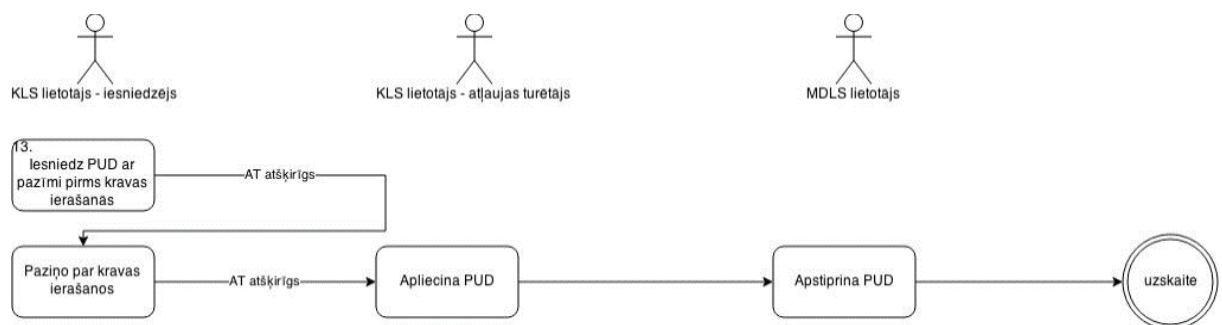 KLS lietotājs - iesniedzējs
KLS lietotājs - atļaujas turētājs
MDLS lietotājs
13.
Iesniedz PUD ar
pazīmi pirms kravas
ierašanās
AT atšķirīgs
Paziņo par kravas
ierašanos
AT atšķirīgs
Apliecina PUD
Apstiprina PUD
uzskaite